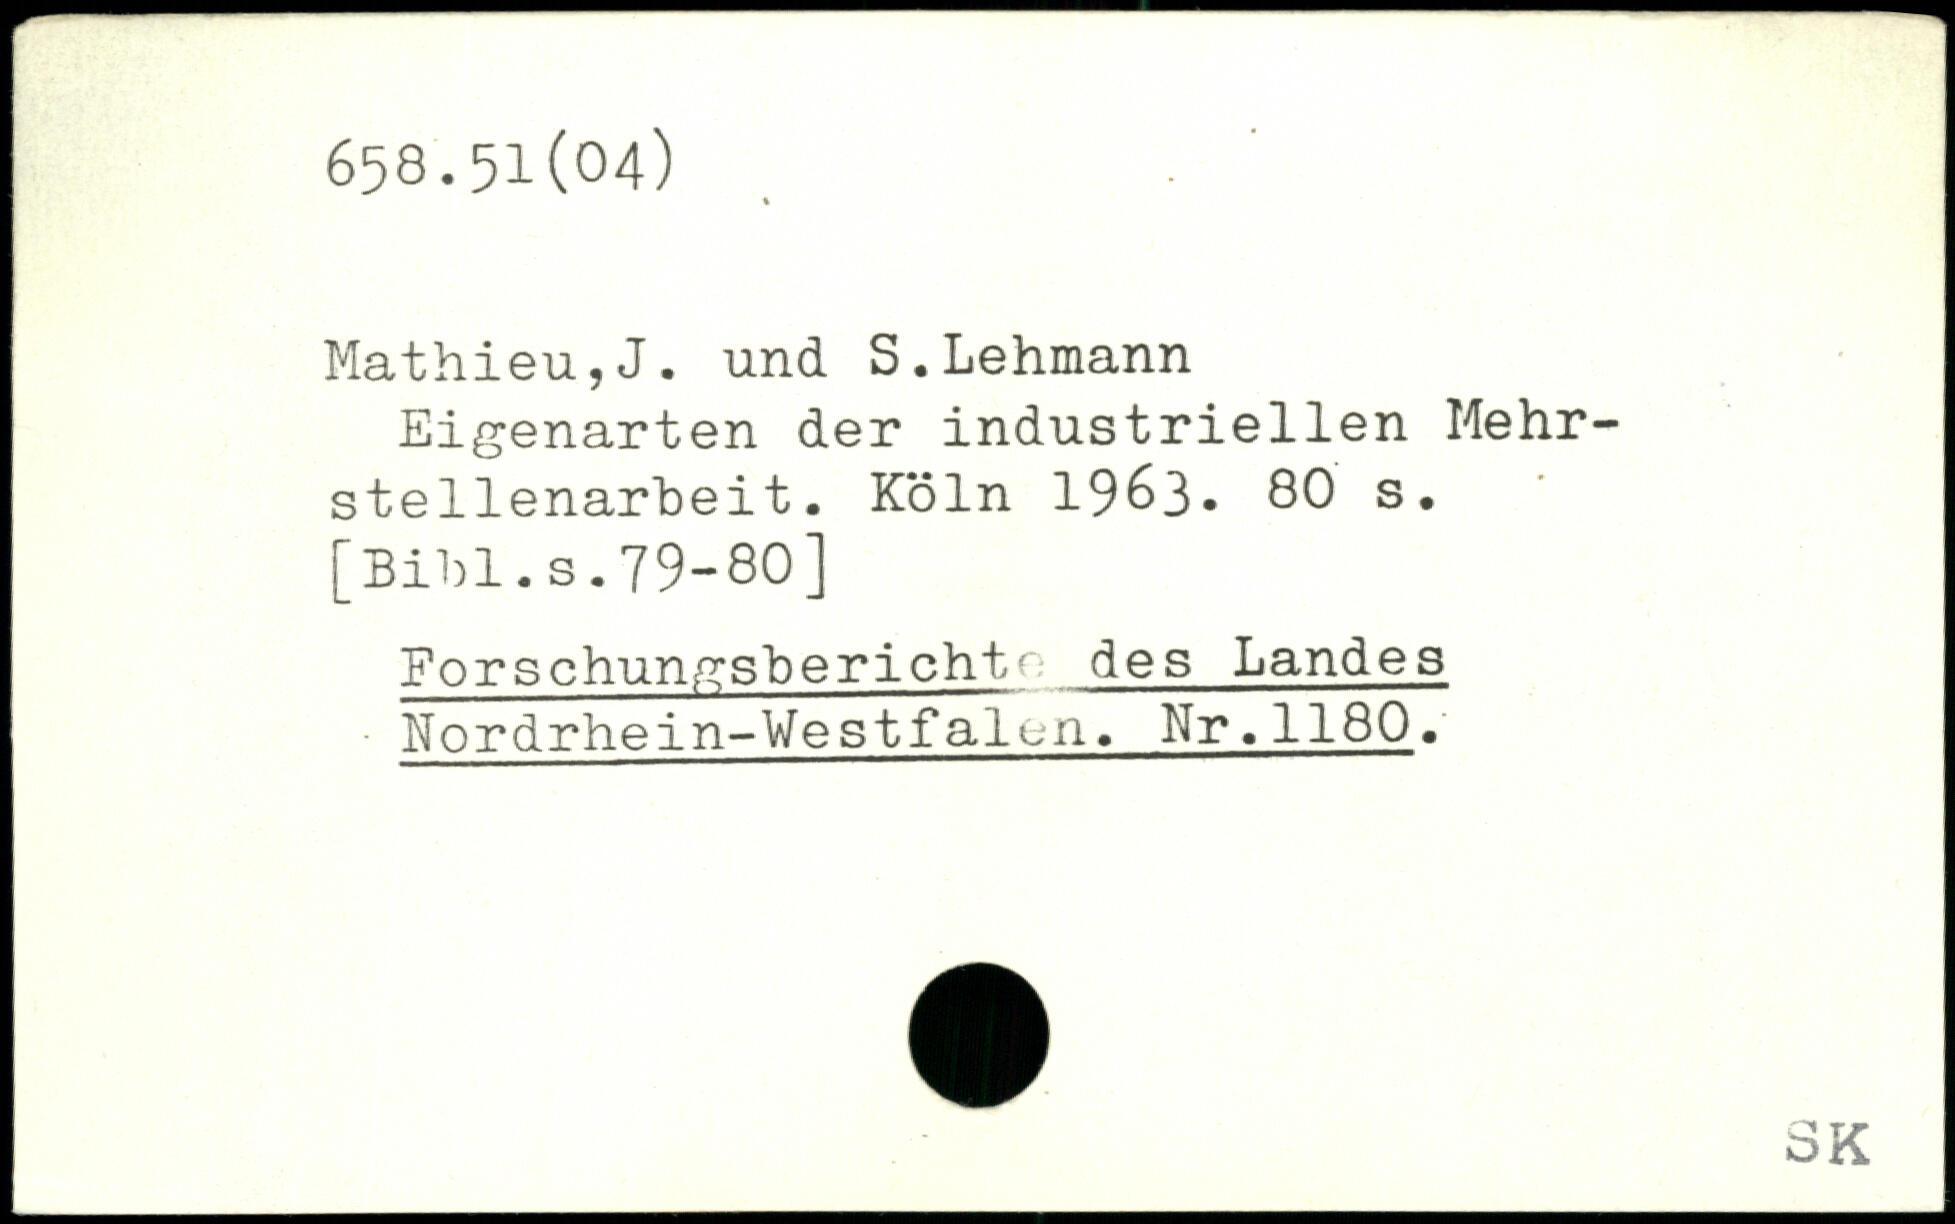 658.51(04)
Mathieu,J. und S.Lehmann
Eigenarten der industriellen Mehr-
stellenarbeit. Köln 1963. 80 s.
[Bibl.s.79-80]
Forschungsberichte des Landes
Nordrhein-Westfalen. Nr.1180.
SK